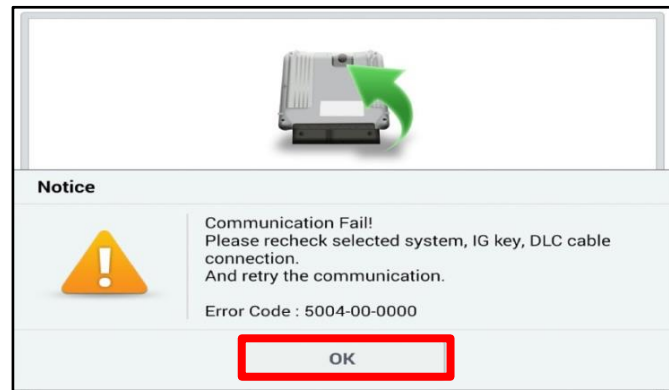 Notice
Communication Fail!
Please recheck selected system, IG key, DLC cable
connection.
And retry the communication.
Error Code : 5004-00-0000
OK